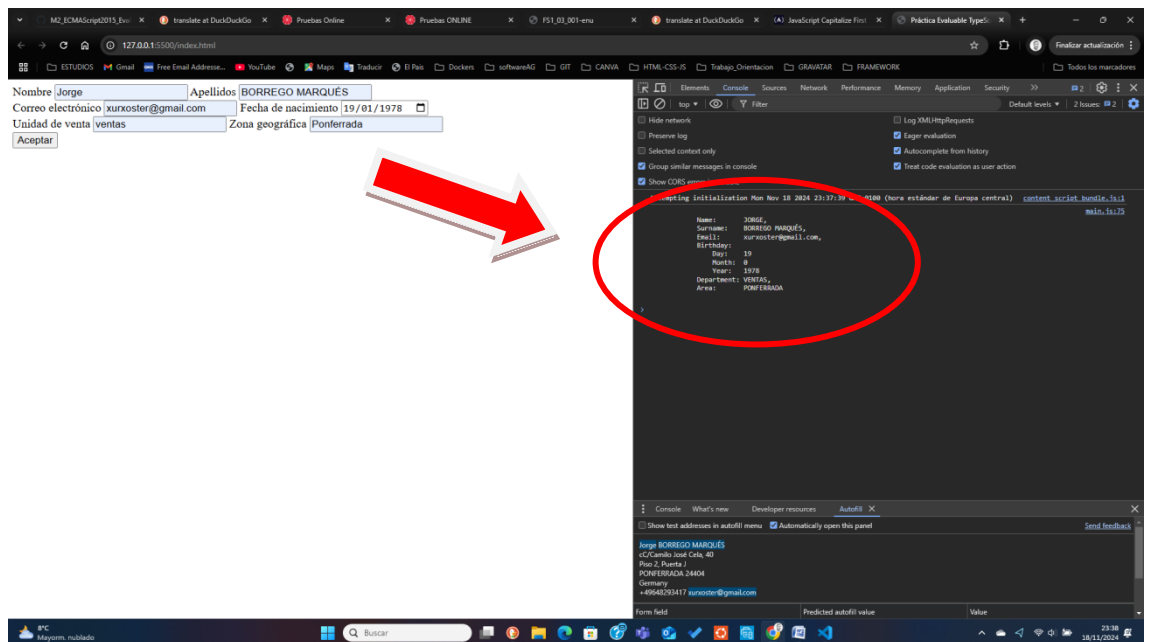 M2_ECMAScript2015_Eval
translate at DuckDuckGo
Pruebas Online
Pruebas ONLINE
FS1_03_001-enu
translate at DuckDuckGo
JavaScript Capitalize First
Práctica Evaluable TypeSc
127.0.0.1:5500/index.html
Finalizar actualización
ESTUDIOS
Gmail
Free Email Addresse...
YouTube
Maps
Traducir
El Pais
Dockers
softwareAG
GIT
CANVA
HTML-CSS-JS
Trabajo_Orientacion
GRAVATAR
FRAMEWORK
Todos los marcadores
Nombre Jorge Apellidos BORREGO MARQUÉS
Correo electrónico xurxoster@gmail.com Fecha de nacimiento 19/01/1978
Unidad de venta ventas Zona geográfica Ponferrada
Aceptar
Elements Console Sources Network Performance Memory Application Security 2
top Filter Default levels 2 Issues: 2
Hide network Log XMLHttpRequests
Preserve log Eager evaluation
Selected context only Autocomplete from history
Group similar messages in console Treat code evaluation as user action
Show CORS
initialization Mon Nov 18 2024 23:37:39 0100 (hora estándar de Europa central) content_script_bundle.js:1
main.js:75
Name: JORGE,
Surname: BORREGO MARQUÉS,
Email: xurxoster@gmail.com,
Birthday:
Day: 19
Month: 0
Year: 1978
Department: VENTAS,
Area: PONFERRADA
Console What's new Developer resources Autofill
Show test addresses in autofill menu Automatically open this panel Send feedback
Jorge BORREGO MARQUÉS
cC/Camilo José Cela, 40
Piso 2, Puerta J
PONFERRADA 24404
Germany
+49648293417 xurxoster@gmail.com
Form field Predicted autofill value Value
8°C
Mayorm. nublado
Buscar
23:38
18/11/2024